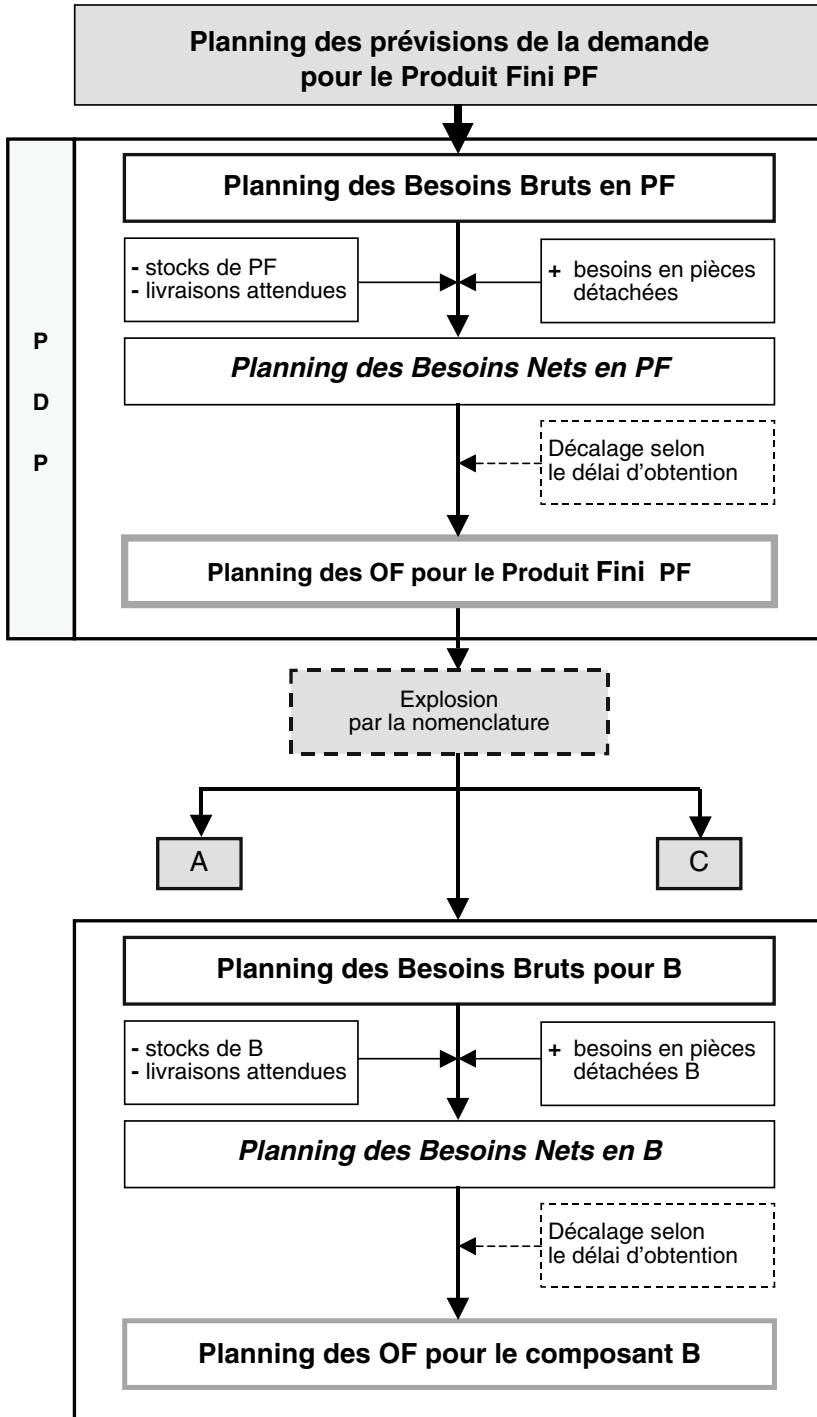 Planning des prévisions de la demande
pour le Produit Fini PF
Planning des Besoins Bruts en PF
- stocks de PF
- livraisons attendues
+ besoins en pièces
détachées
P
D
P
Planning des Besoins Nets en PF
Décalage selon
le délai d'obtention
Planning des OF pour le Produit Fini PF
Explosion
par la nomenclature
A
C
Planning des Besoins Bruts pour B
- stocks de B
- livraisons attendues
+ besoins en pièces
détachées B
Planning des Besoins Nets en B
Décalage selon
le délai d'obtention
Planning des OF pour le composant B